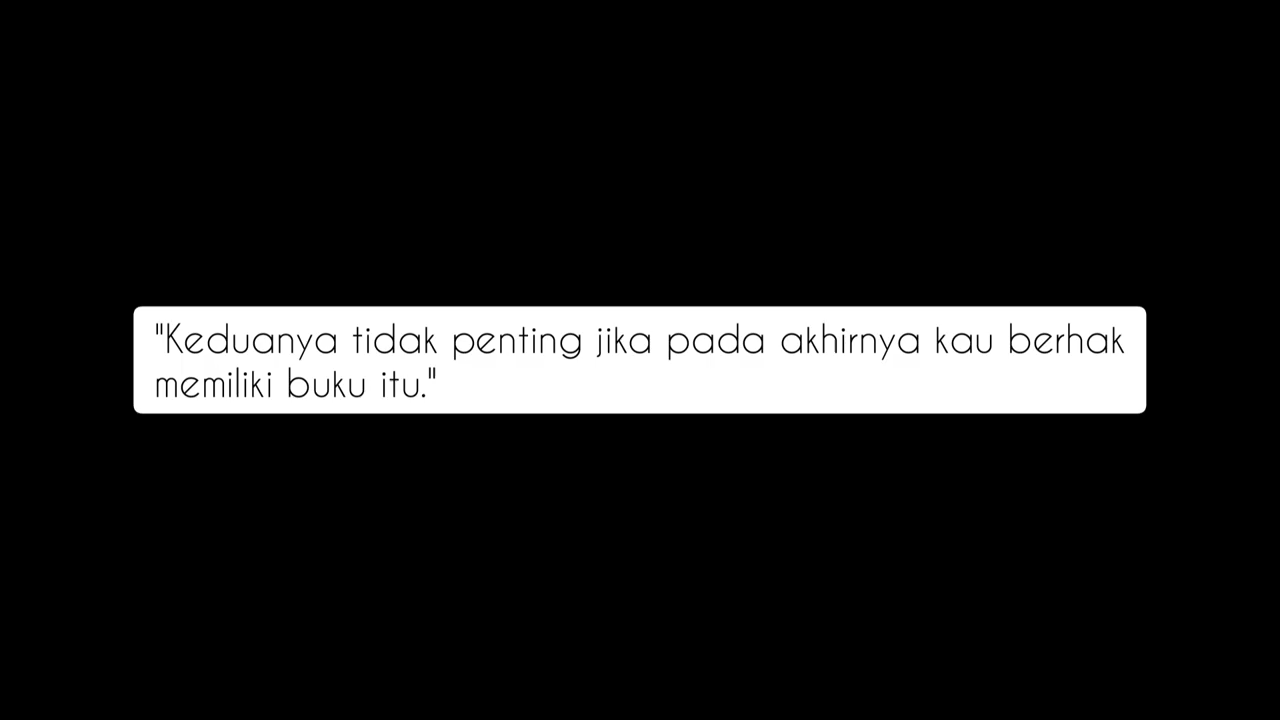 "Keduanya tidak penting jika pada akhirnya kau berhak
memiliki buku itu."